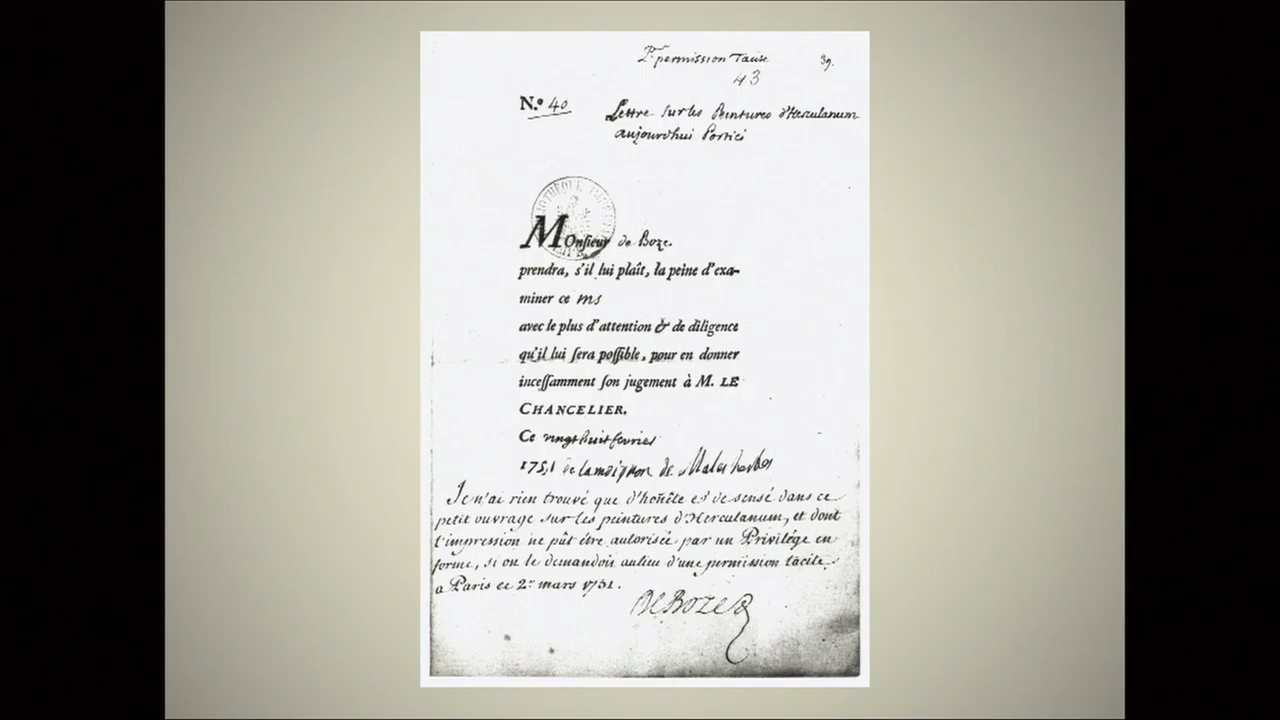 Pr permission Tacite 39.
43
N.º 40 Lettre sur les Peintures d'Herculanum
aujourd'hui Portici
Monsieur de Boze.
prendra, s'il lui plaît, la peine d'exa-
miner ce ms
avec le plus d'attention & de diligence
qu'il lui sera possible, pour en donner
incessamment son jugement à M. LE
CHANCELIER.
Ce vingt huit fevrier
1751 de lamoignon de Malesherbes
Je n'ai rien trouvé que d'honête et de sensé dans ce
petit ouvrage sur les peintures d'Herculanum, et dont
l'impression ne pût être autorisée par un Privilége en
forme, si on le demandoit au lieu d'une permission tacite.
a Paris ce 2 mars 1751.
De Boze